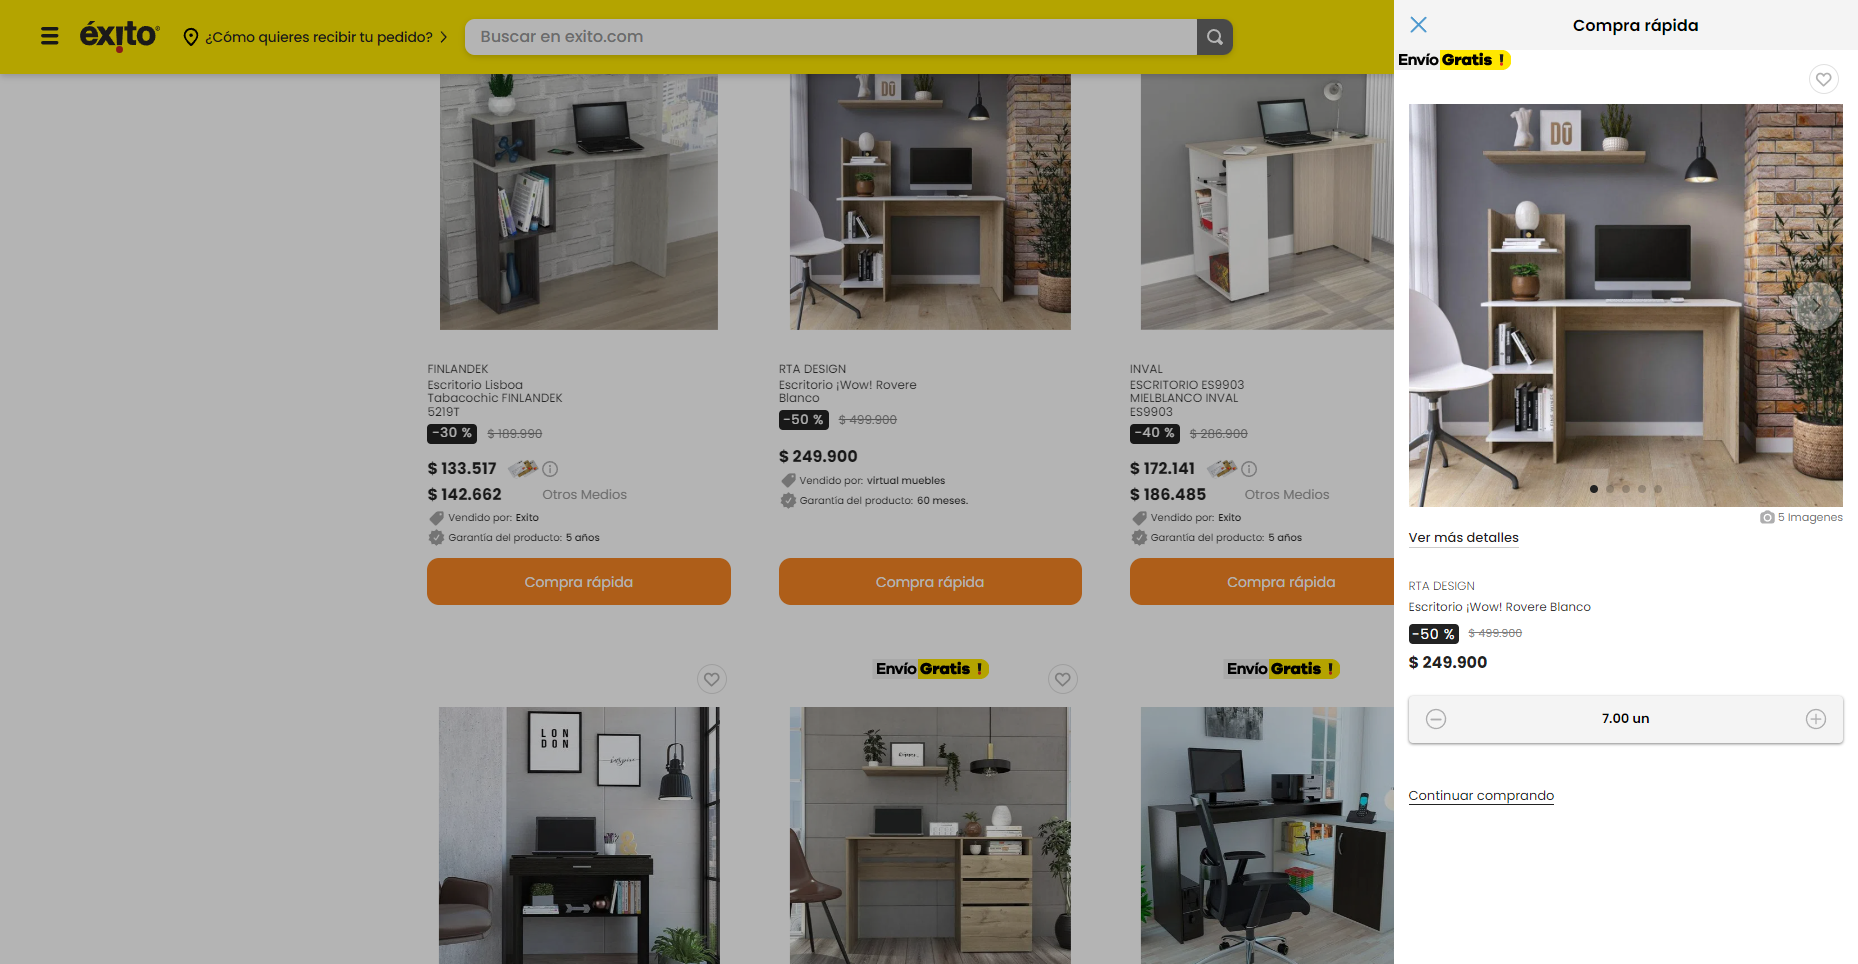 éxito
¿Cómo quieres recibir tu pedido?
Buscar en exito.com
DŪ
FINLANDEK
Escritorio Lisboa
Tabacochic FINLANDEK
5219T
-30 %
$ 189.990
$ 133.517
$ 142.662
Otros Medios
Vendido por: Exito
Garantía del producto: 5 años
Compra rápida
RTA DESIGN
Escritorio ¡Wow! Rovere
Blanco
-50 %
$ 499.900
$ 249.900
Vendido por: virtual muebles
Garantía del producto: 60 meses.
Compra rápida
INVAL
ESCRITORIO ES9903
MIELBLANCO INVAL
ES9903
-40 %
$ 286.900
$ 172.141
$ 186.485
Otros Medios
Vendido por: Exito
Garantía del producto: 5 años
Compra rápida
LON
DON
Envío Gratis !
Envío Gratis !
Compra rápida
Envío Gratis !
DŪ
5 Imagenes
Ver más detalles
RTA DESIGN
Escritorio ¡Wow! Rovere Blanco
-50 %
$ 499.900
$ 249.900
7.00 un
Continuar comprando